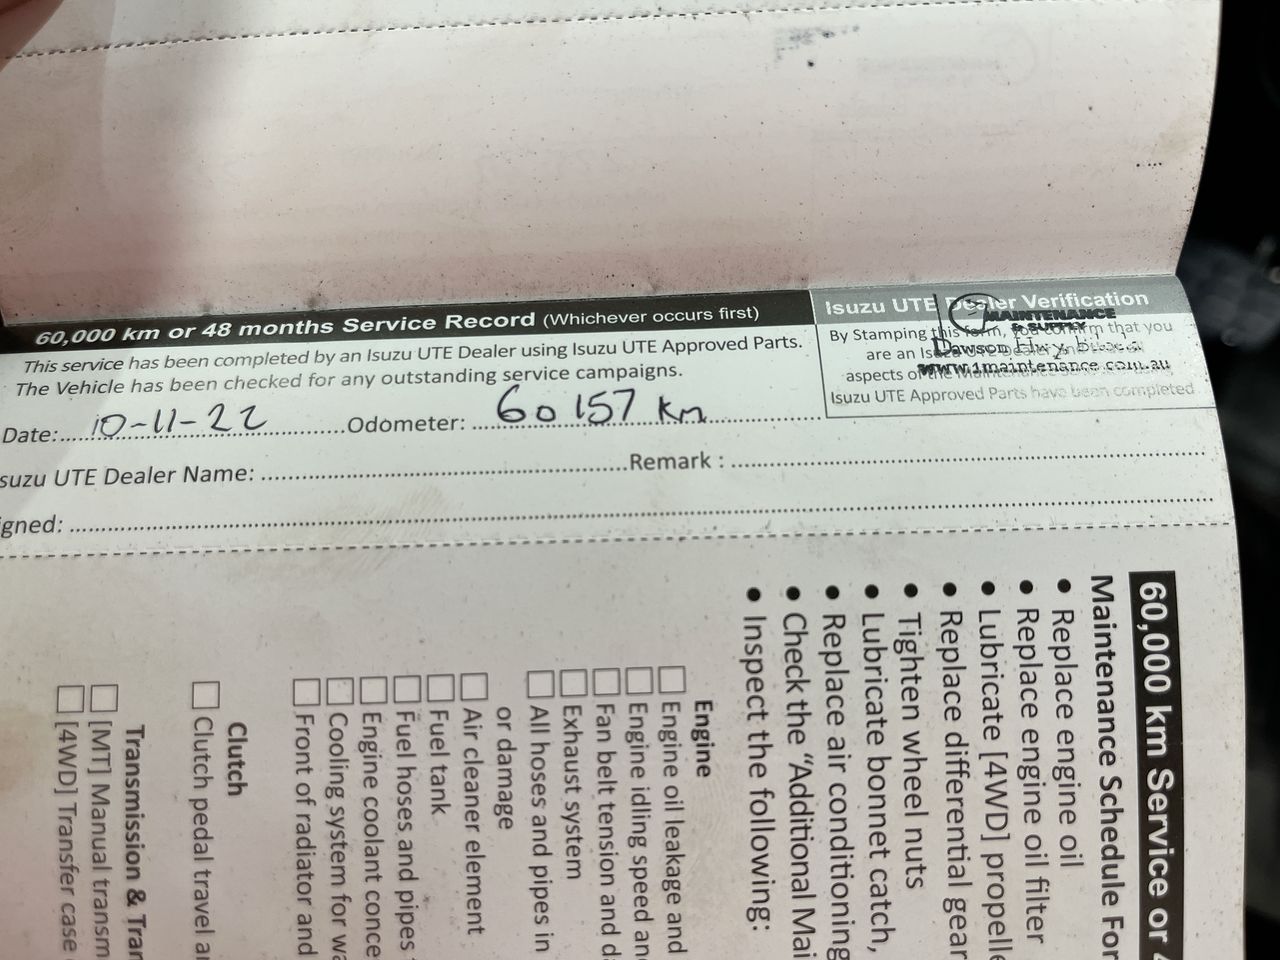 60,000 km or 48 months Service Record (Whichever occurs first)
This service has been completed by an Isuzu UTE Dealer using Isuzu UTE Approved Parts.
The Vehicle has been checked for any outstanding service campaigns.
Date: 10-11-22 Odometer: 60157 km
suzu UTE Dealer Name: Remark :
igned:
Isuzu UTE Dealer Verification
By Stamping this form, you confirm that you
are an Isuzu UTE Dealer and
aspects of the
Isuzu UTE Approved Parts have been completed
MAINTENANCE
& SUPPLY
Dawson Hwy,
www.1maintenance.com.au
60,000 km Service or 4
Maintenance Schedule For
• Replace engine oil
• Replace engine oil filter
• Lubricate [4WD] propelle
• Replace differential gear
• Tighten wheel nuts
• Lubricate bonnet catch,
• Replace air conditioning
• Check the "Additional Mai
• Inspect the following:
Engine
Engine oil leakage and
Engine idling speed an
Fan belt tension and d
Exhaust system
All hoses and pipes in
or damage
Air cleaner element
Fuel tank
Fuel hoses and pipes
Engine coolant conce
Cooling system for wa
Front of radiator and
Clutch
Clutch pedal travel a
Transmission & Tran
[MT] Manual transm
[4WD] Transfer case